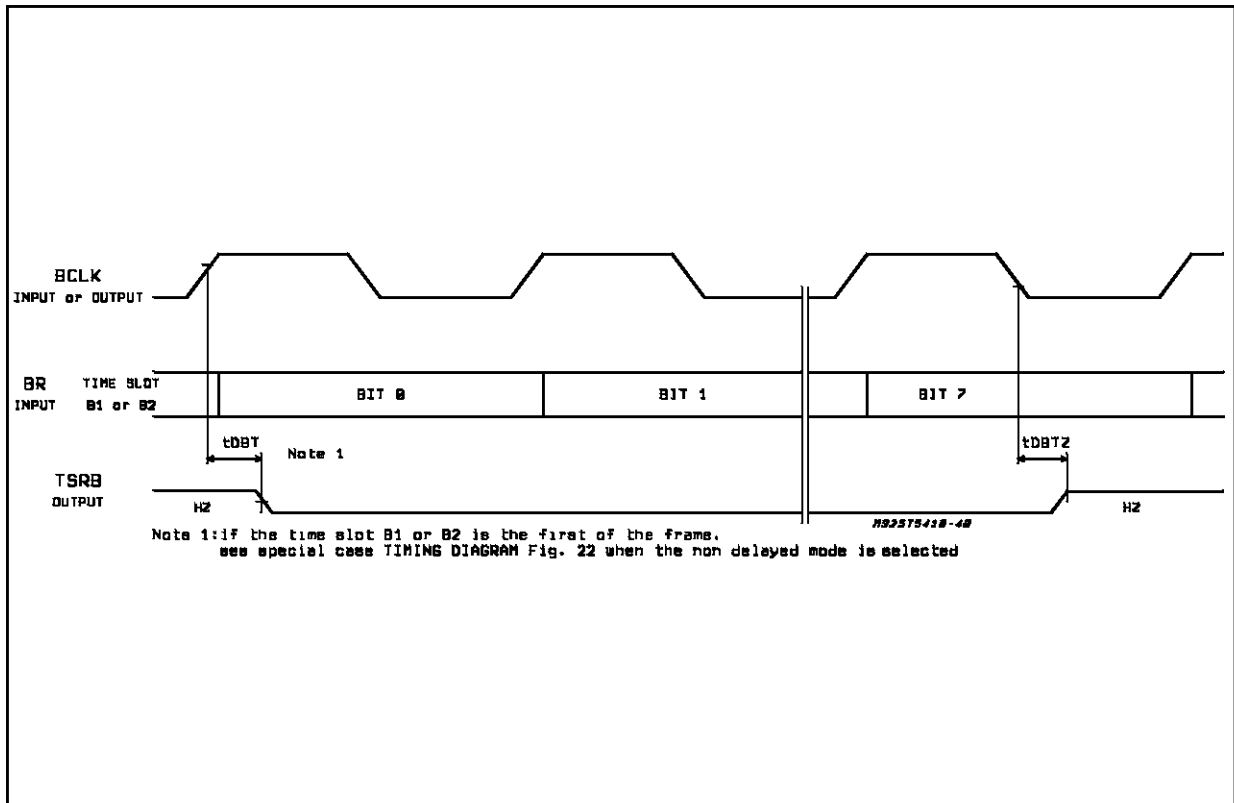 BCLK
INPUT or OUTPUT
BR TIME SLOT
INPUT B1 or B2
BIT 0
BIT 1
BIT 7
tDBT
Note 1
tDBTZ
TSRB
OUTPUT
HZ
HZ
M92ST5410-40
Note 1:if the time slot B1 or B2 is the first of the frame.
see special case TIMING DIAGRAM Fig. 22 when the non delayed mode is selected